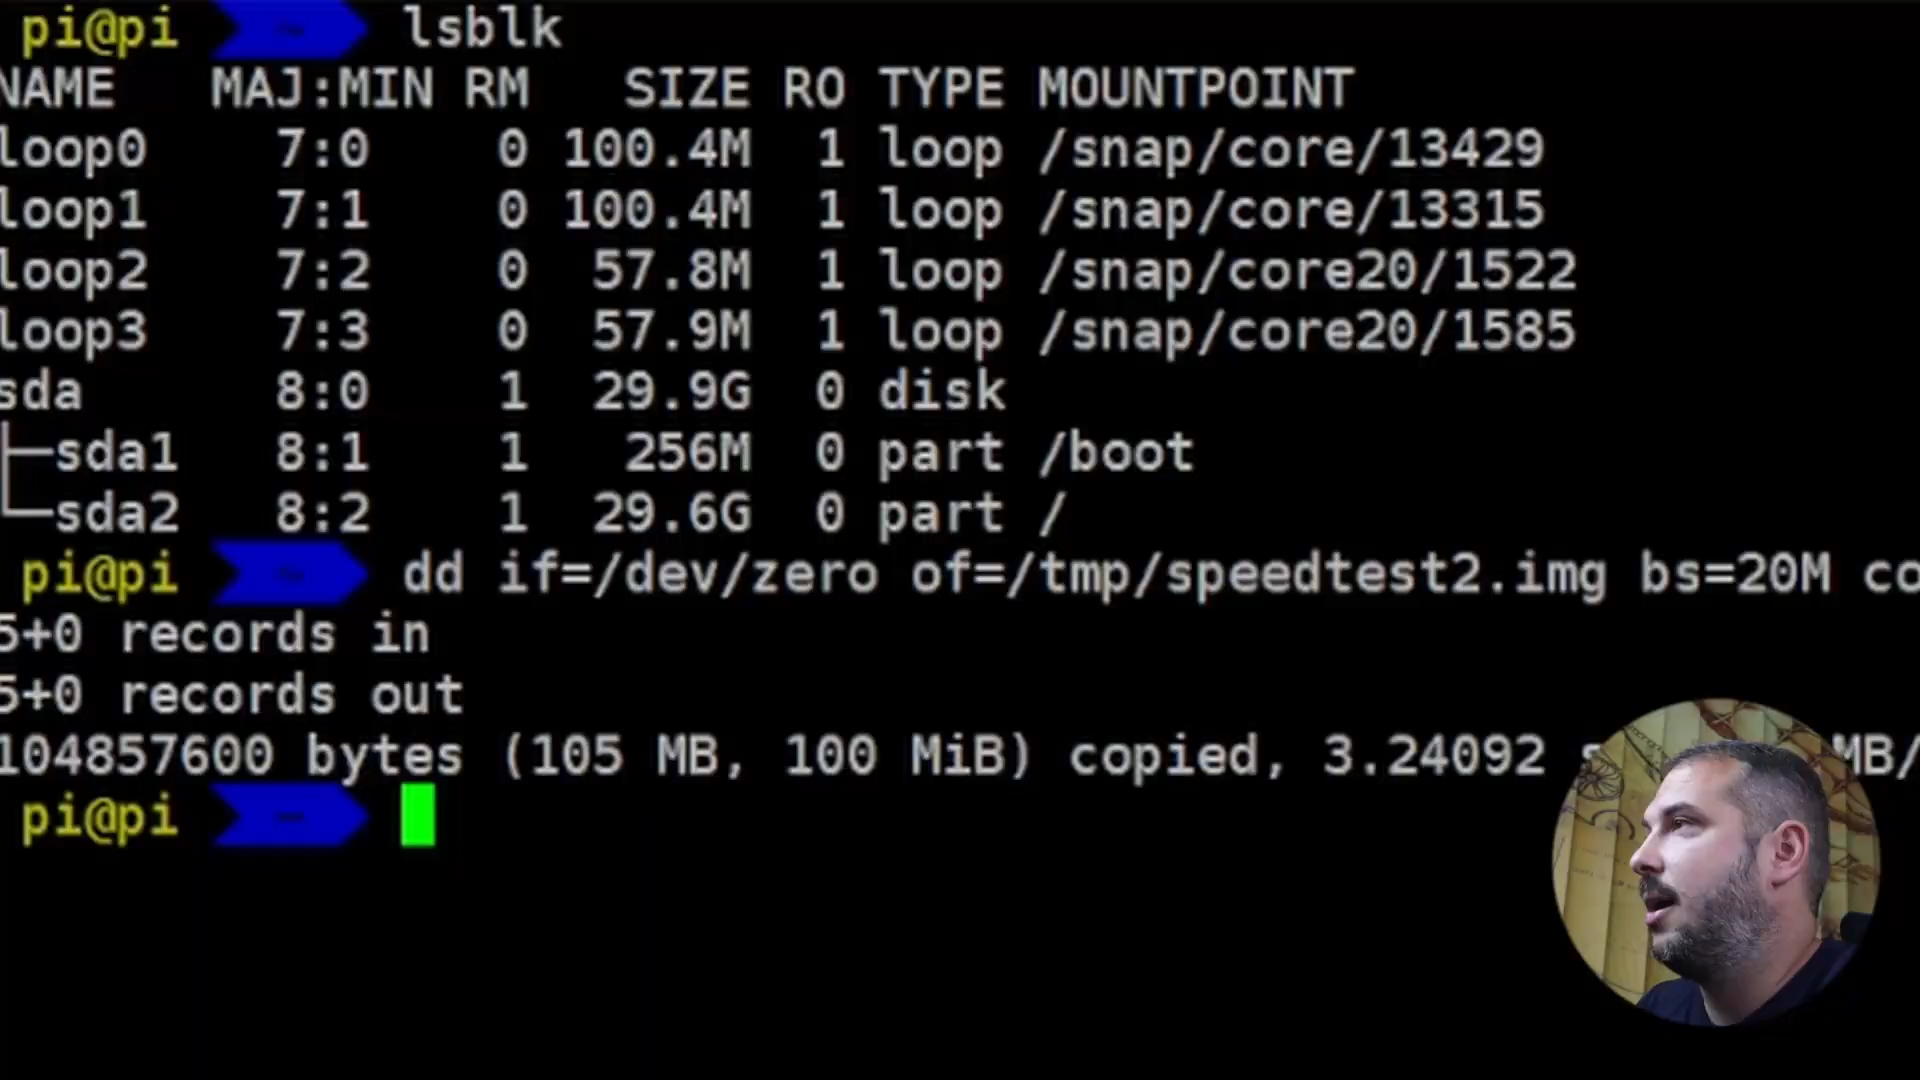 pi@pi ~ lsblk
NAME MAJ:MIN RM SIZE RO TYPE MOUNTPOINT
loop0 7:0 0 100.4M 1 loop /snap/core/13429
loop1 7:1 0 100.4M 1 loop /snap/core/13315
loop2 7:2 0 57.8M 1 loop /snap/core20/1522
loop3 7:3 0 57.9M 1 loop /snap/core20/1585
sda 8:0 1 29.9G 0 disk
├─sda1 8:1 1 256M 0 part /boot
└─sda2 8:2 1 29.6G 0 part /
pi@pi ~ dd if=/dev/zero of=/tmp/speedtest2.img bs=20M co
5+0 records in
5+0 records out
104857600 bytes (105 MB, 100 MiB) copied, 3.24092 s MB/
pi@pi ~